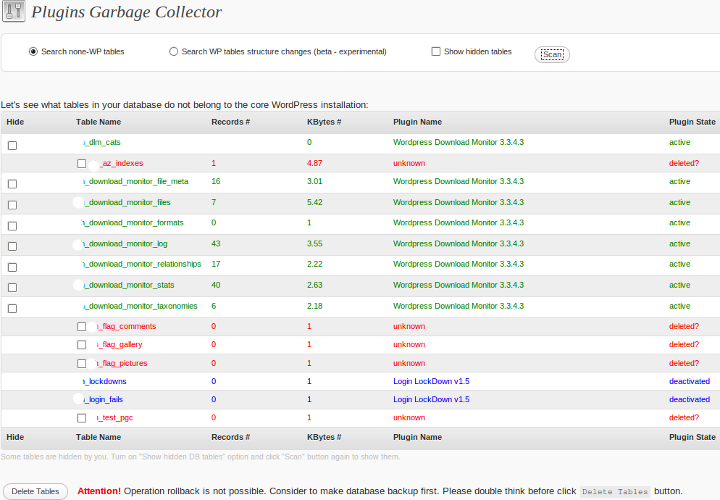 Plugins Garbage Collector
Search none-WP tables Search WP tables structure changes (beta - experimental) Show hidden tables Scan
Let's see what tables in your database do not belong to the core WordPress installation:
Hide Table Name Records # KBytes # Plugin Name Plugin State
_dlm_cats 0 Wordpress Download Monitor 3.3.4.3 active
_az_indexes 1 4.87 unknown deleted?
_download_monitor_file_meta 16 3.01 Wordpress Download Monitor 3.3.4.3 active
_download_monitor_files 7 5.42 Wordpress Download Monitor 3.3.4.3 active
_download_monitor_formats 0 1 Wordpress Download Monitor 3.3.4.3 active
_download_monitor_log 43 3.55 Wordpress Download Monitor 3.3.4.3 active
_download_monitor_relationships 17 2.22 Wordpress Download Monitor 3.3.4.3 active
_download_monitor_stats 40 2.63 Wordpress Download Monitor 3.3.4.3 active
_download_monitor_taxonomies 6 2.18 Wordpress Download Monitor 3.3.4.3 active
_flag_comments 0 1 unknown deleted?
_flag_gallery 0 1 unknown deleted?
_flag_pictures 0 1 unknown deleted?
_lockdowns 0 1 Login LockDown v1.5 deactivated
_login_fails 0 1 Login LockDown v1.5 deactivated
_test_pgc 0 1 unknown deleted?
Hide Table Name Records # KBytes # Plugin Name Plugin State
Some tables are hidden by you. Turn on "Show hidden DB tables" option and click "Scan" button again to show them.
Delete Tables Attention! Operation rollback is not possible. Consider to make database backup first. Please double think before click Delete Tables button.